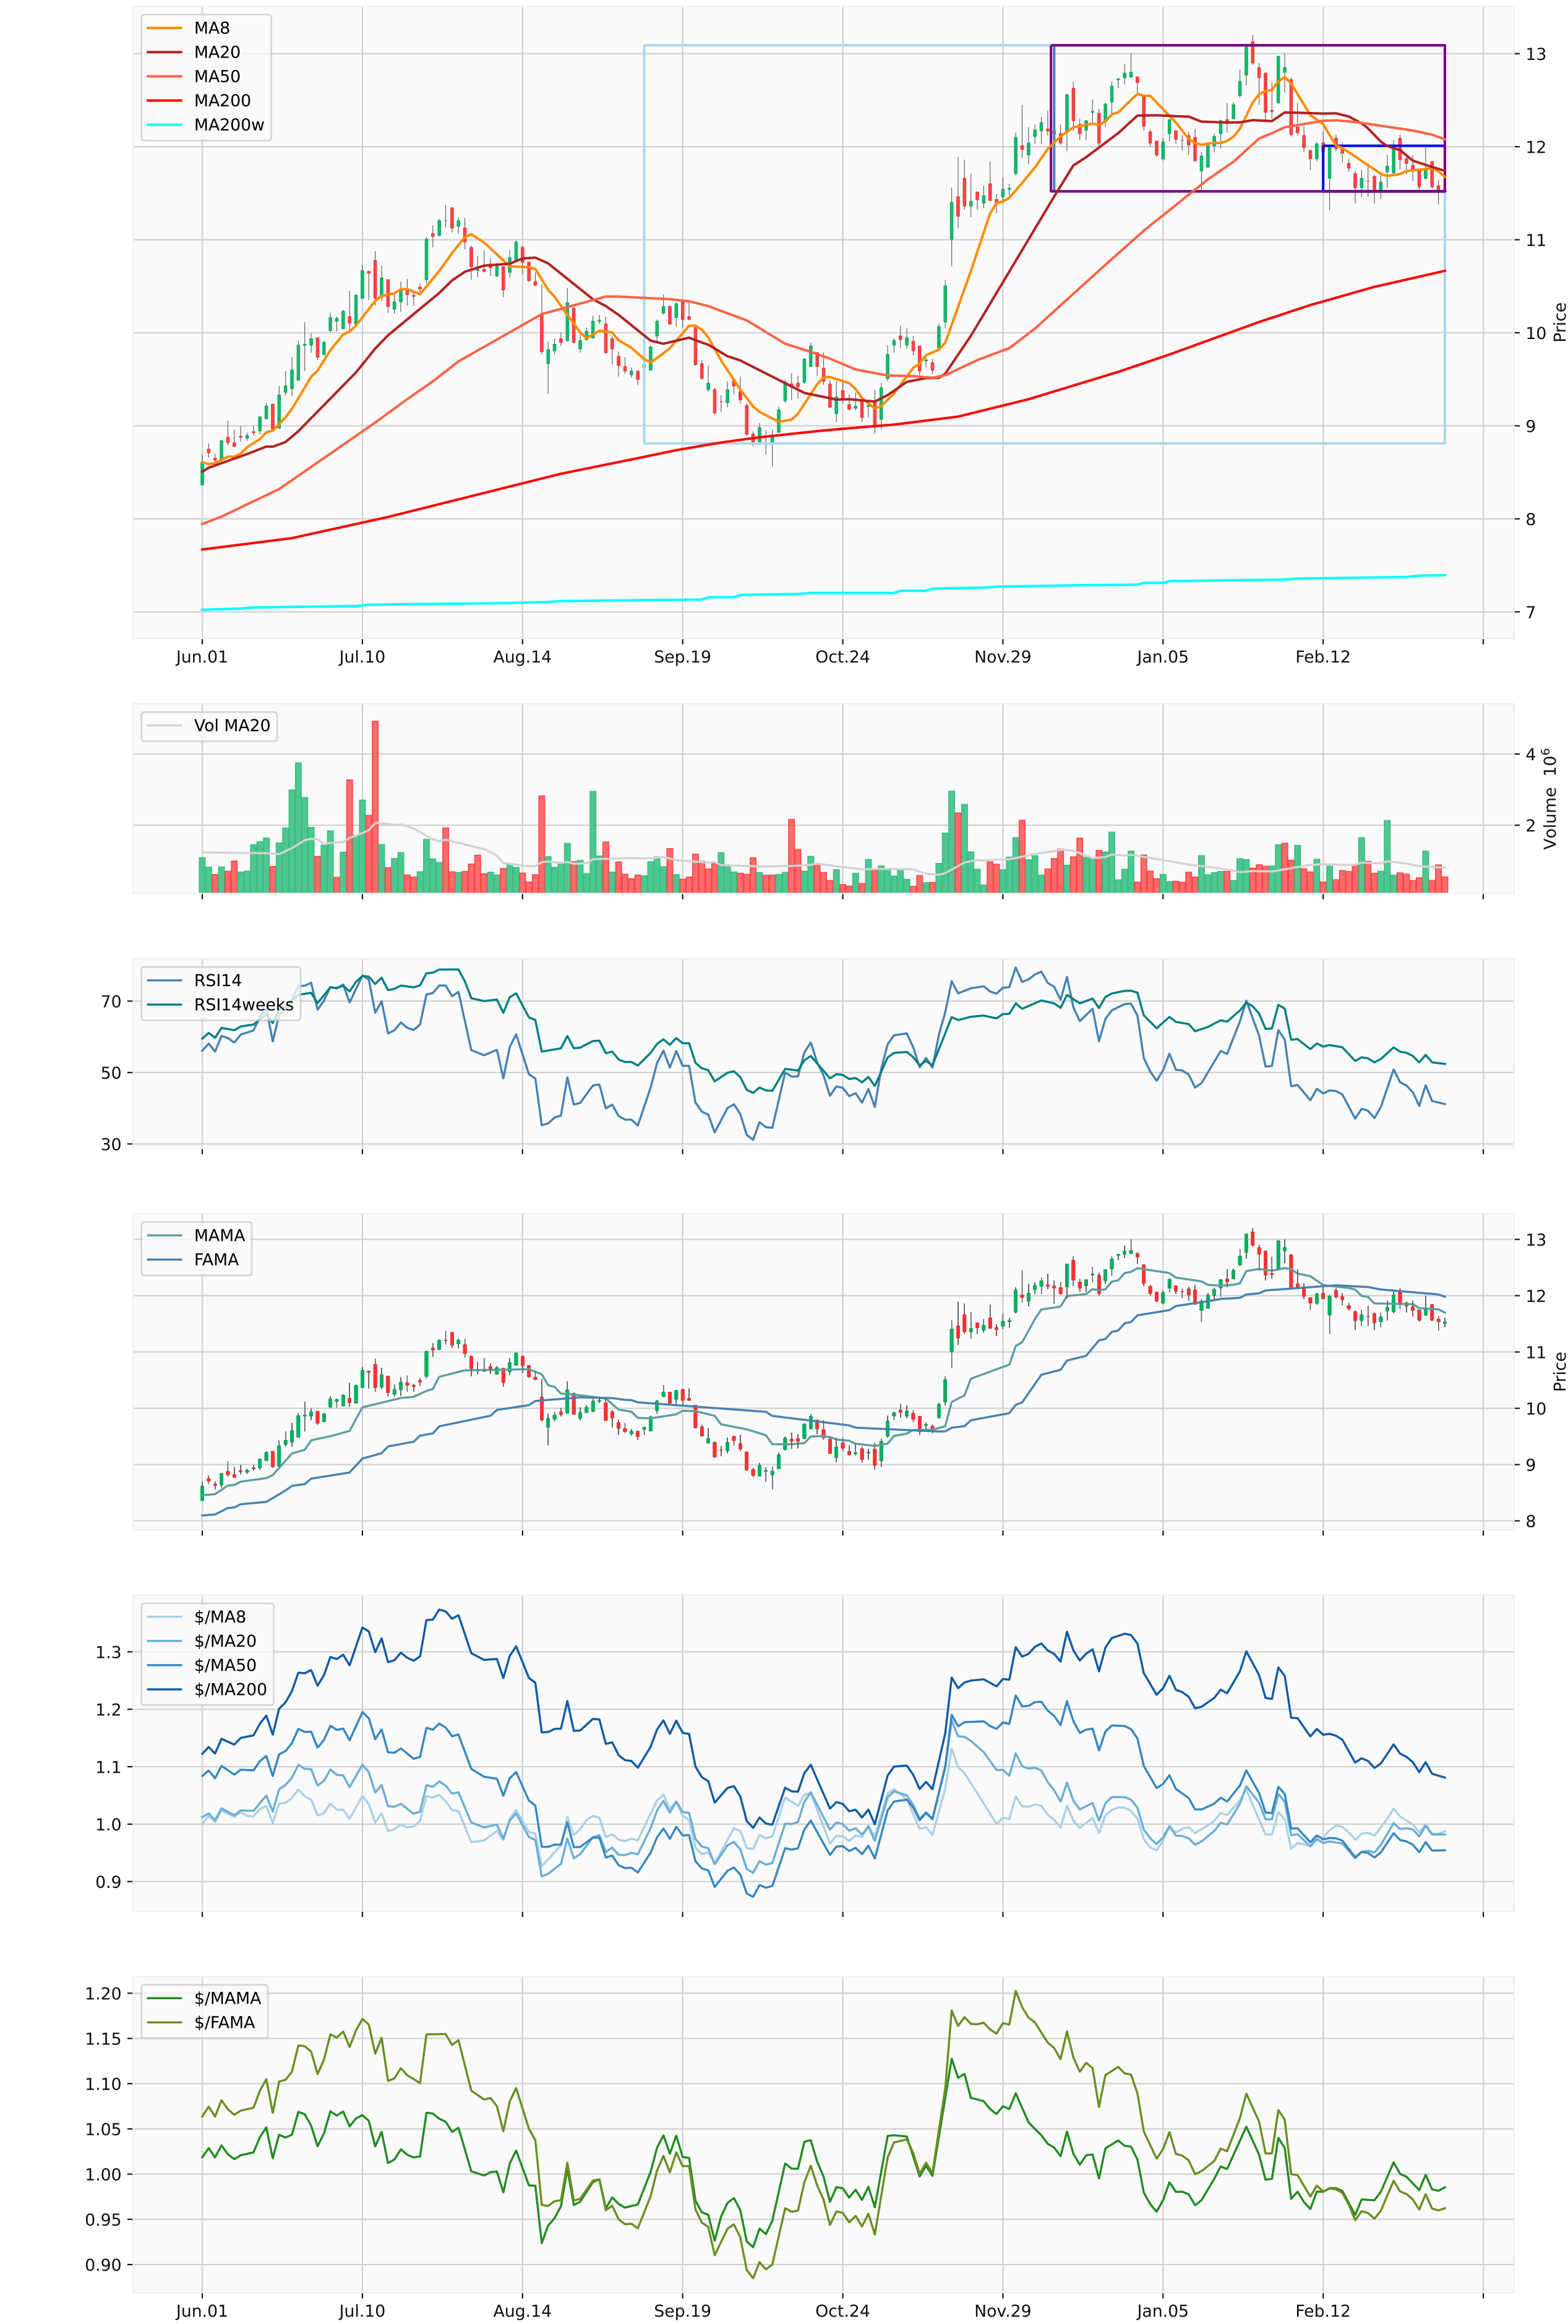 MA8
MA20
MA50
MA200
MA200w
13
12
11
10
9
8
7
Price
Jun.01 Jul.10 Aug.14 Sep.19 Oct.24 Nov.29 Jan.05 Feb.12
Vol MA20
4
2
Volume 10⁶
RSI14
RSI14weeks
70
50
30
MAMA
FAMA
13
12
11
10
9
8
Price
$/MA8
$/MA20
$/MA50
$/MA200
1.3
1.2
1.1
1.0
0.9
$/MAMA
$/FAMA
1.20
1.15
1.10
1.05
1.00
0.95
0.90
Jun.01 Jul.10 Aug.14 Sep.19 Oct.24 Nov.29 Jan.05 Feb.12